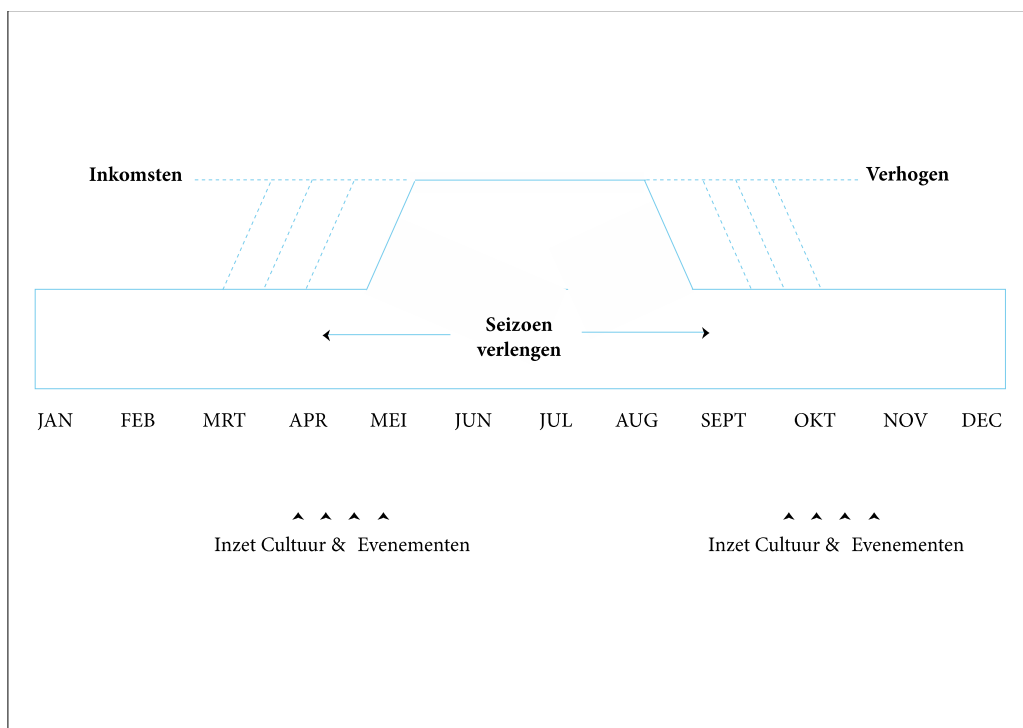 Inkomsten Verhogen
Seizoen
verlengen
JAN FEB MRT APR MEI JUN JUL AUG SEPT OKT NOV DEC
Inzet Cultuur & Evenementen Inzet Cultuur & Evenementen